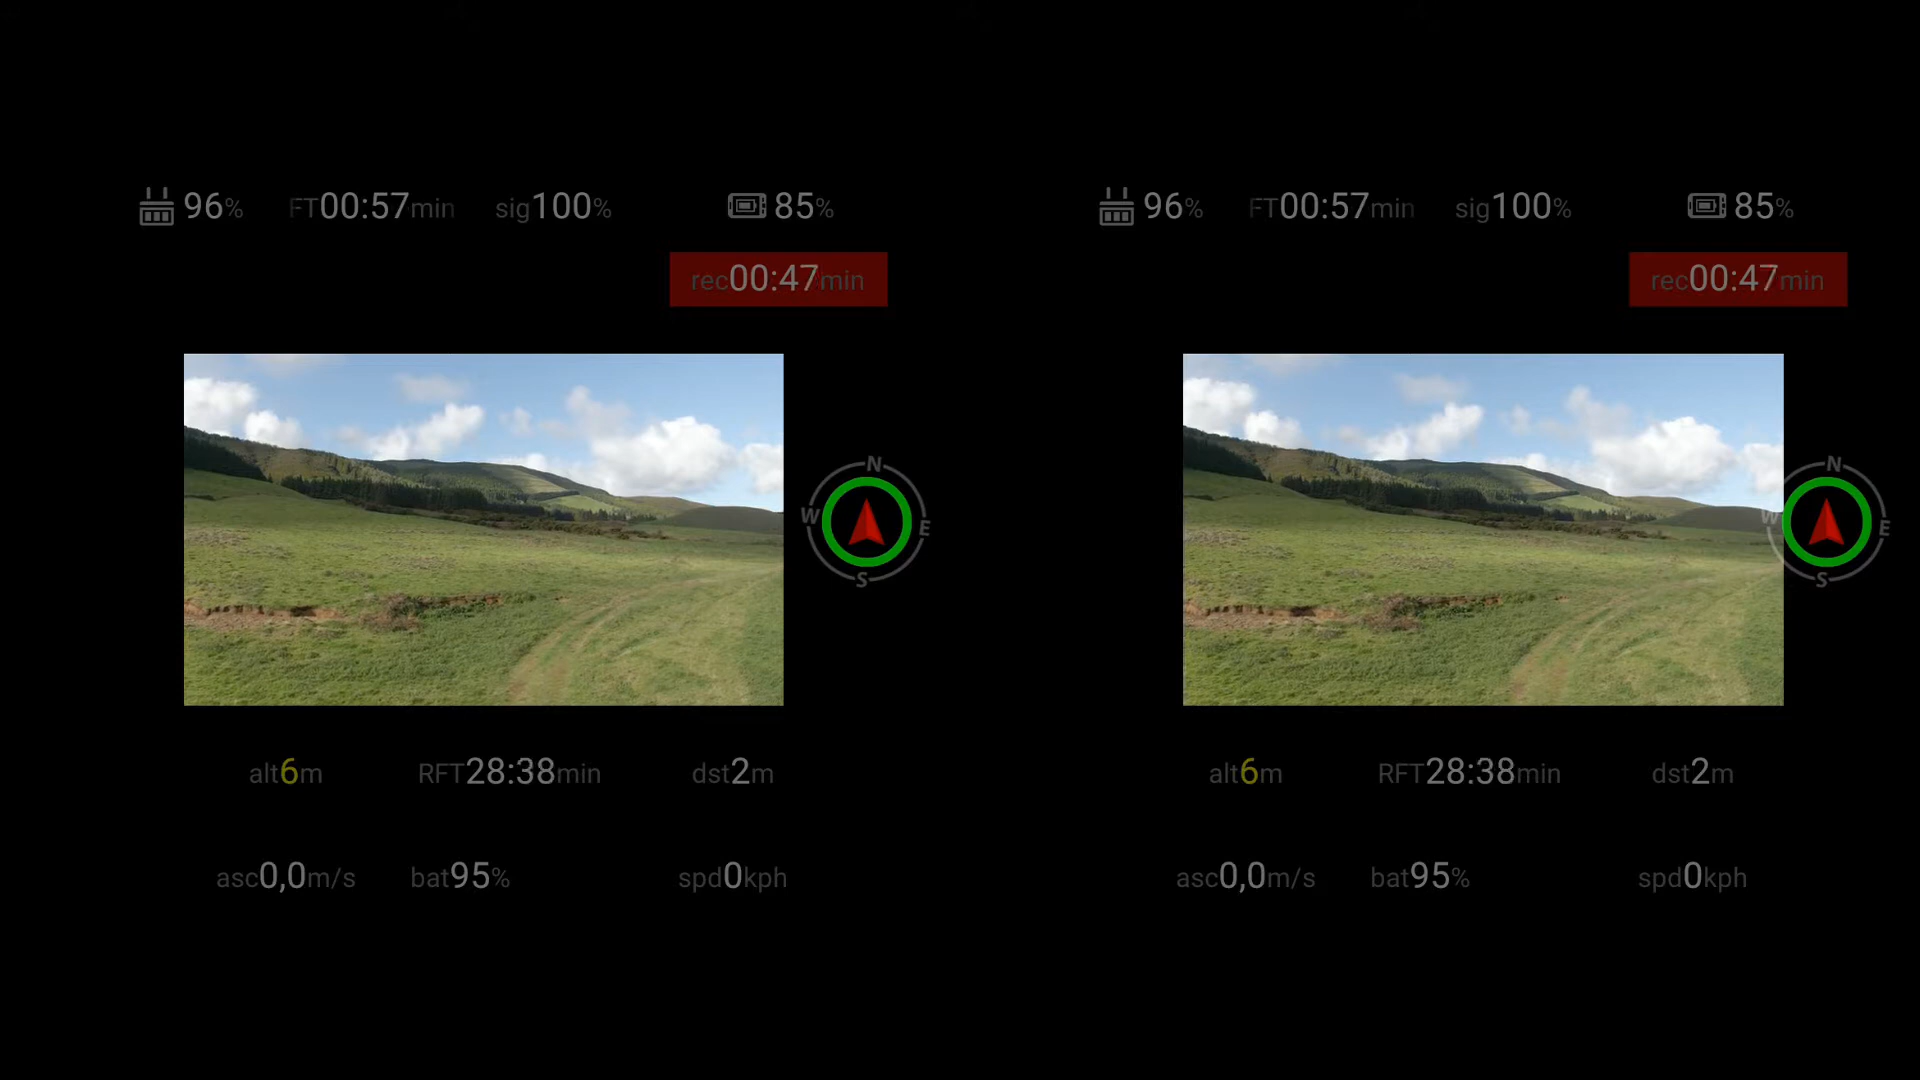 96% FT00:57min sig100% 85% 96% FT00:57min sig100% 85%
rec00:47min rec00:47min
N N
W E W E
S S
alt6m RFT28:38min dst2m alt6m RFT28:38min dst2m
asc0,0m/s bat95% spd0kph asc0,0m/s bat95% spd0kph